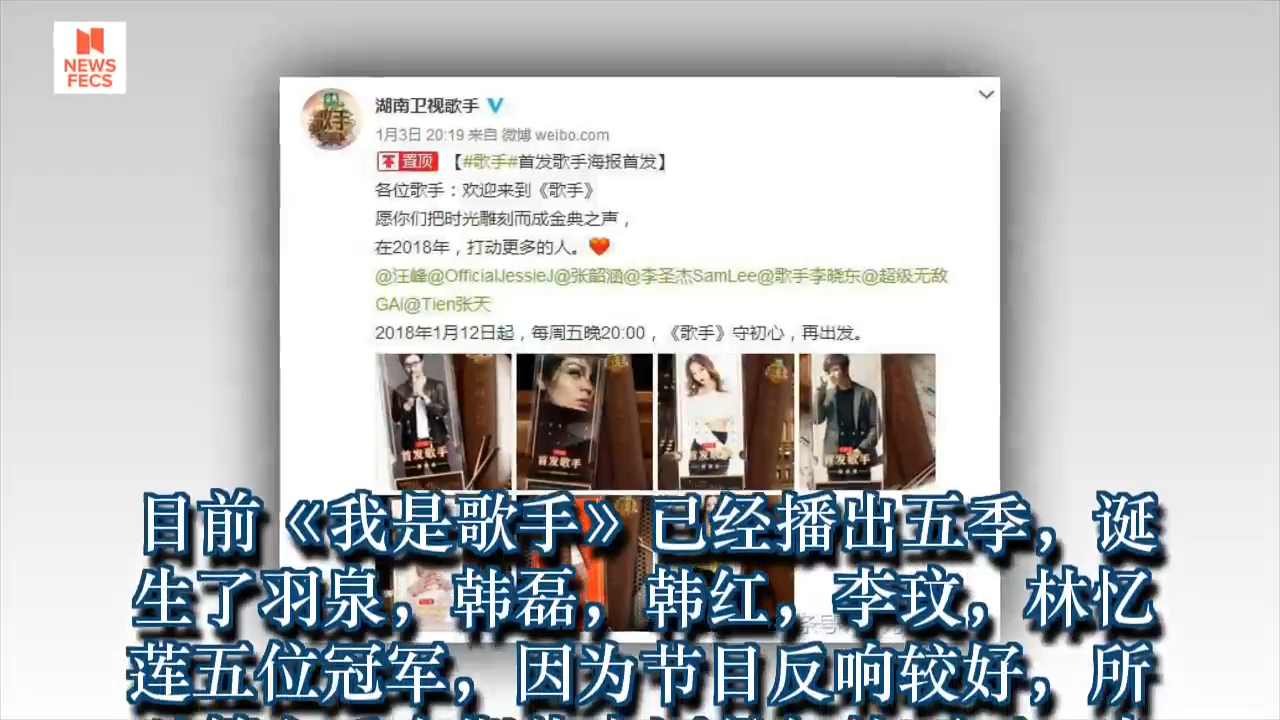 NEWS
FECS
湖南卫视歌手
1月3日 20:19 来自 微博 weibo.com
置顶 【#歌手#首发歌手海报首发】
各位歌手：欢迎来到《歌手》
愿你们把时光雕刻而成金典之声，
在2018年，打动更多的人。
@汪峰@OfficialJessieJ@张韶涵@李圣杰SamLee@歌手李晓东@超级无敌
GAI@Tien张天
2018年1月12日起，每周五晚20:00，《歌手》守初心，再出发。
首发歌手 首发歌手 首发歌手 首发歌手
目前《我是歌手》已经播出五季，诞
生了羽泉，韩磊，韩红，李玟，林忆
莲五位冠军，因为节目反响较好，所